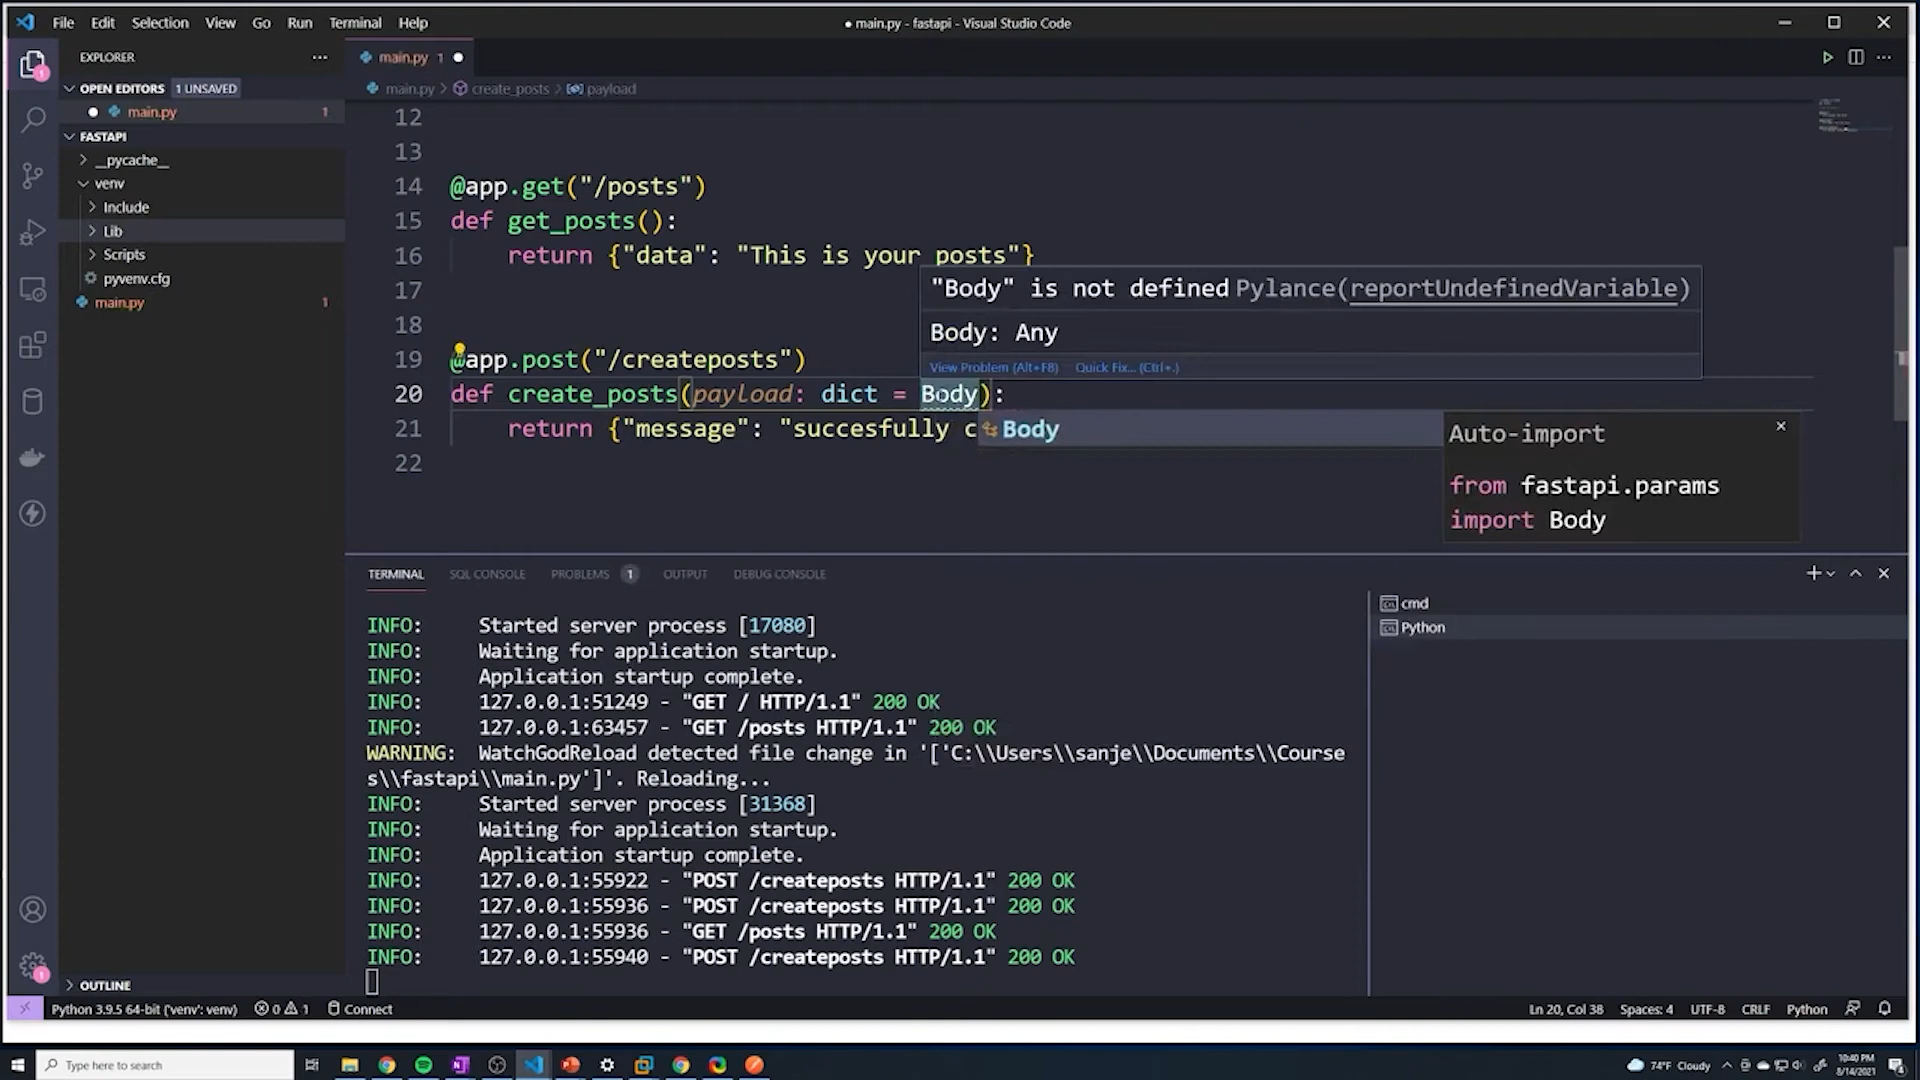 File Edit Selection View Go Run Terminal Help
● main.py - fastapi - Visual Studio Code
EXPLORER
main.py 1
OPEN EDITORS 1 UNSAVED
main.py > create_posts > payload
main.py 1
FASTAPI
__pycache__
venv
Include
Lib
Scripts
pyvenv.cfg
main.py 1
12
13
14 @app.get("/posts")
15 def get_posts():
16 return {"data": "This is your posts"}
17
18
19 @app.post("/createposts")
20 def create_posts(payload: dict = Body):
21 return {"message": "succesfully c
22
"Body" is not defined Pylance(reportUndefinedVariable)
Body: Any
View Problem (Alt+F8) Quick Fix... (Ctrl+.)
Body
Auto-import
from fastapi.params
import Body
TERMINAL SQL CONSOLE PROBLEMS 1 OUTPUT DEBUG CONSOLE
INFO: Started server process [17080]
INFO: Waiting for application startup.
INFO: Application startup complete.
INFO: 127.0.0.1:51249 - "GET / HTTP/1.1" 200 OK
INFO: 127.0.0.1:63457 - "GET /posts HTTP/1.1" 200 OK
WARNING: WatchGodReload detected file change in '['C:\\Users\\sanje\\Documents\\Course
s\\fastapi\\main.py']'. Reloading...
INFO: Started server process [31368]
INFO: Waiting for application startup.
INFO: Application startup complete.
INFO: 127.0.0.1:55922 - "POST /createposts HTTP/1.1" 200 OK
INFO: 127.0.0.1:55936 - "POST /createposts HTTP/1.1" 200 OK
INFO: 127.0.0.1:55936 - "GET /posts HTTP/1.1" 200 OK
INFO: 127.0.0.1:55940 - "POST /createposts HTTP/1.1" 200 OK
cmd
Python
OUTLINE
Python 3.9.5 64-bit ('venv': venv) 0 1 Connect
Ln 20, Col 38 Spaces: 4 UTF-8 CRLF Python
Type here to search
74°F Cloudy
10:40 PM
8/14/2021